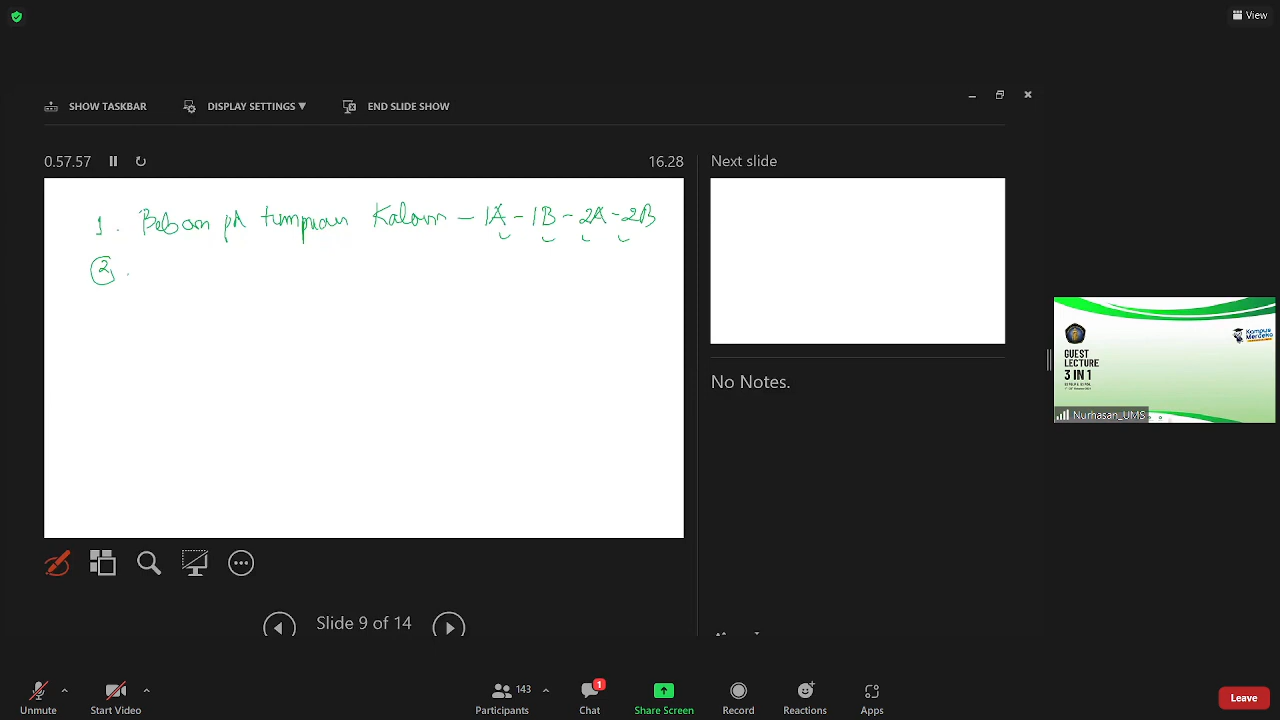 View
SHOW TASKBAR DISPLAY SETTINGS ▼ END SLIDE SHOW
0.57.57 16.28 Next slide
1. Beban pd tumpuan Kolom - 1A - 1B - 2A - 2B
2.
No Notes.
GUEST
LECTURE
3 IN 1
Kampus
Merdeka
Nurhasan_UMS
Slide 9 of 14
Unmute Start Video Participants 143 Chat 1 Share Screen Record Reactions Apps Leave